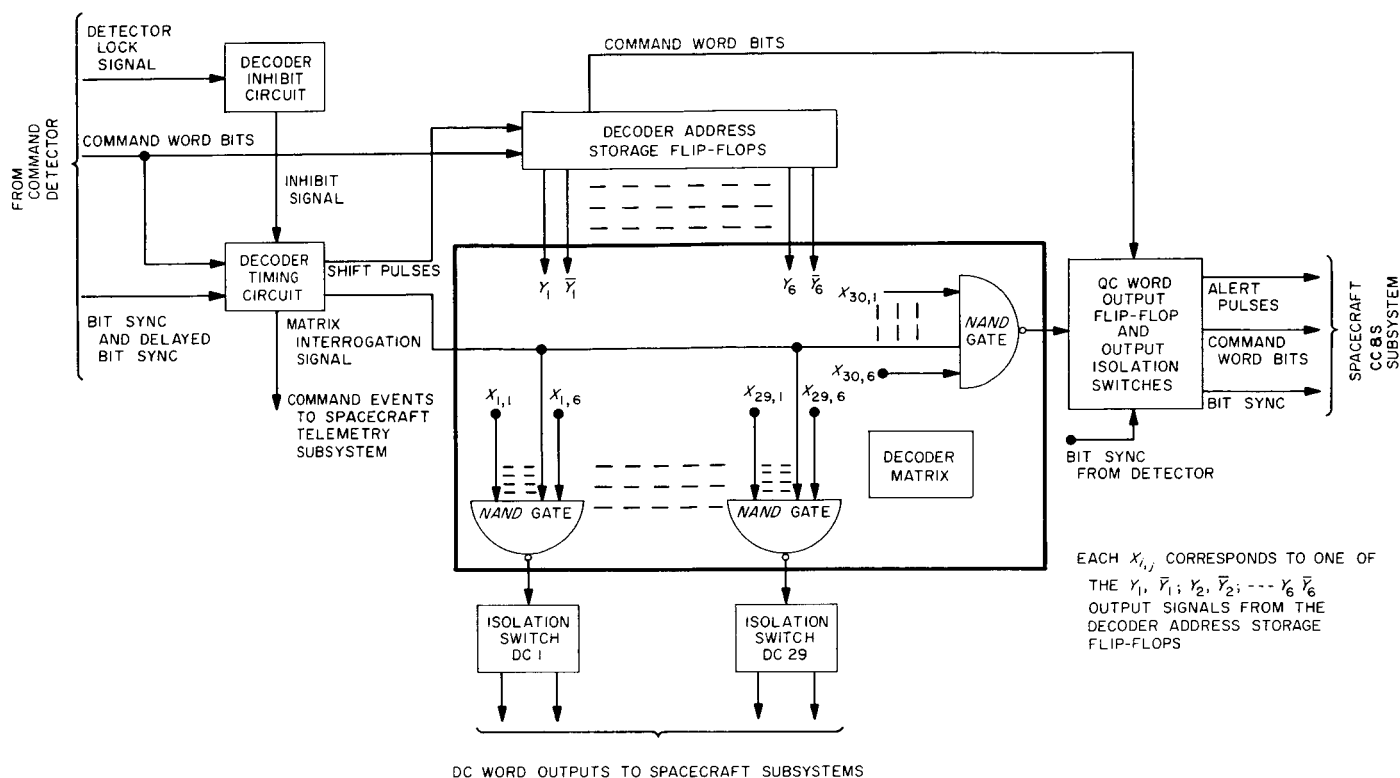 DETECTOR
LOCK
SIGNAL
DECODER
INHIBIT
CIRCUIT
COMMAND WORD BITS
FROM
COMMAND
DETECTOR
COMMAND WORD BITS
DECODER ADDRESS
STORAGE FLIP-FLOPS
INHIBIT
SIGNAL
DECODER
TIMING
CIRCUIT
SHIFT PULSES
Y1
Y̅1
Y6
Y̅6
X30,1
NAND
GATE
X30,6
QC WORD
OUTPUT
FLIP-FLOP
AND
OUTPUT
ISOLATION
SWITCHES
ALERT
PULSES
COMMAND
WORD BITS
BIT SYNC
SPACECRAFT
CC&S
SUBSYSTEM
BIT SYNC
AND DELAYED
BIT SYNC
MATRIX
INTERROGATION
SIGNAL
COMMAND EVENTS
TO SPACECRAFT
TELEMETRY
SUBSYSTEM
X1,1
X1,6
X29,1
X29,6
DECODER
MATRIX
BIT SYNC
FROM DETECTOR
NAND GATE
NAND GATE
EACH Xi,j CORRESPONDS TO ONE OF
THE Y1, Y̅1; Y2, Y̅2; --- Y6 Y̅6
OUTPUT SIGNALS FROM THE
DECODER ADDRESS STORAGE
FLIP-FLOPS
ISOLATION
SWITCH
DC 1
ISOLATION
SWITCH
DC 29
DC WORD OUTPUTS TO SPACECRAFT SUBSYSTEMS